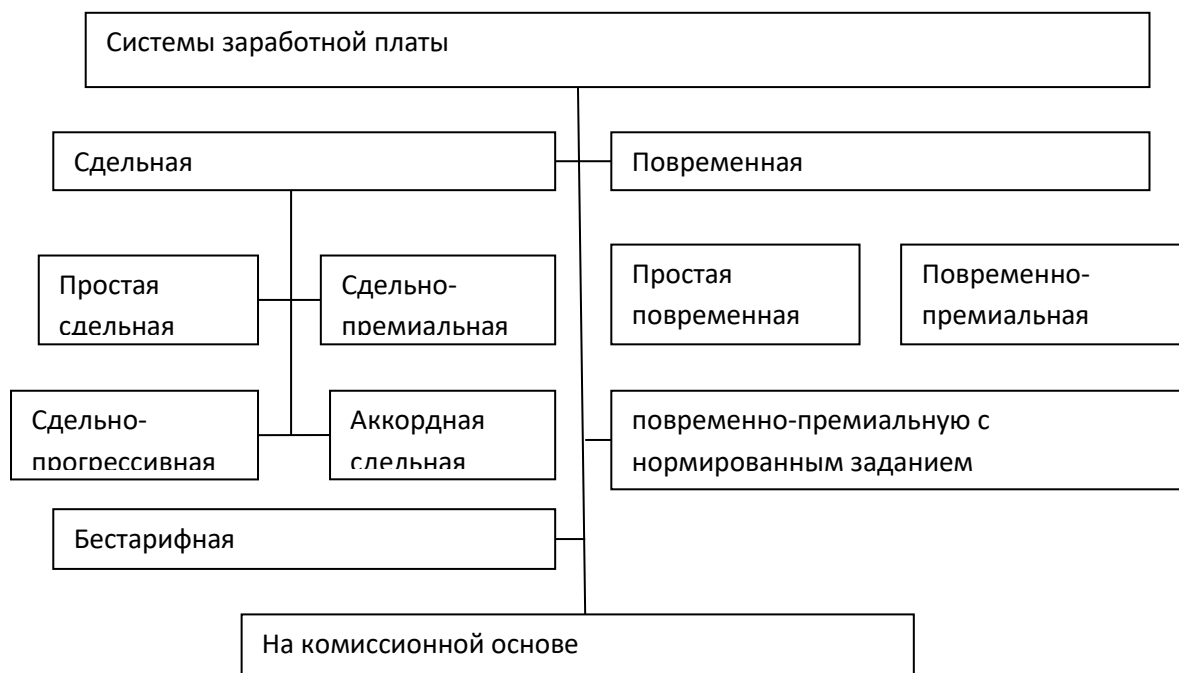 Системы заработной платы
Сдельная
Повременная
Простая
сдельная
Сдельно-
премиальная
Простая
повременная
Повременно-
премиальная
Сдельно-
прогрессивная
Аккордная
сдельная
повременно-премиальную с
нормированным заданием
Бестарифная
На комиссионной основе